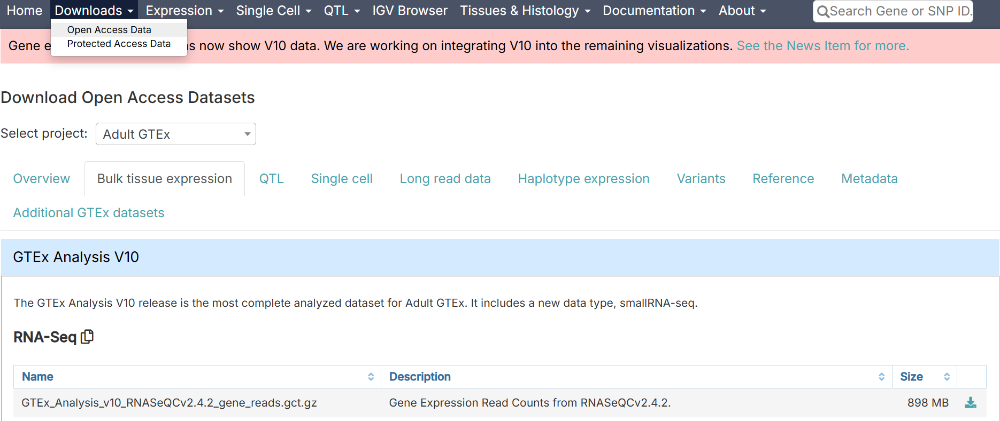 Home Downloads Expression Single Cell QTL IGV Browser Tissues & Histology Documentation About Search Gene or SNP ID.
Open Access Data
Protected Access Data
Gene e s now show V10 data. We are working on integrating V10 into the remaining visualizations. See the News Item for more.
Download Open Access Datasets
Select project: Adult GTEx
Overview Bulk tissue expression QTL Single cell Long read data Haplotype expression Variants Reference Metadata
Additional GTEx datasets
GTEx Analysis V10
The GTEx Analysis V10 release is the most complete analyzed dataset for Adult GTEx. It includes a new data type, smallRNA-seq.
RNA-Seq
Name Description Size
GTEx_Analysis_v10_RNASeQCv2.4.2_gene_reads.gct.gz Gene Expression Read Counts from RNASeQCv2.4.2. 898 MB